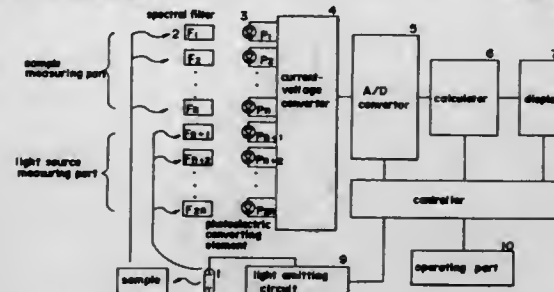 spectral filter
2
F1
F2
Fn
Fn+1
Fn+2
F2n
sample
measuring part
light source
measuring part
3
P1
P2
Pn
Pn+1
Pn+2
P2n
photoelectric
converting
element
4
current-
voltage
converter
5
A/D
convertor
6
calculator
7
display
controller
10
operating part
9
light emitting
circuit
1
sample